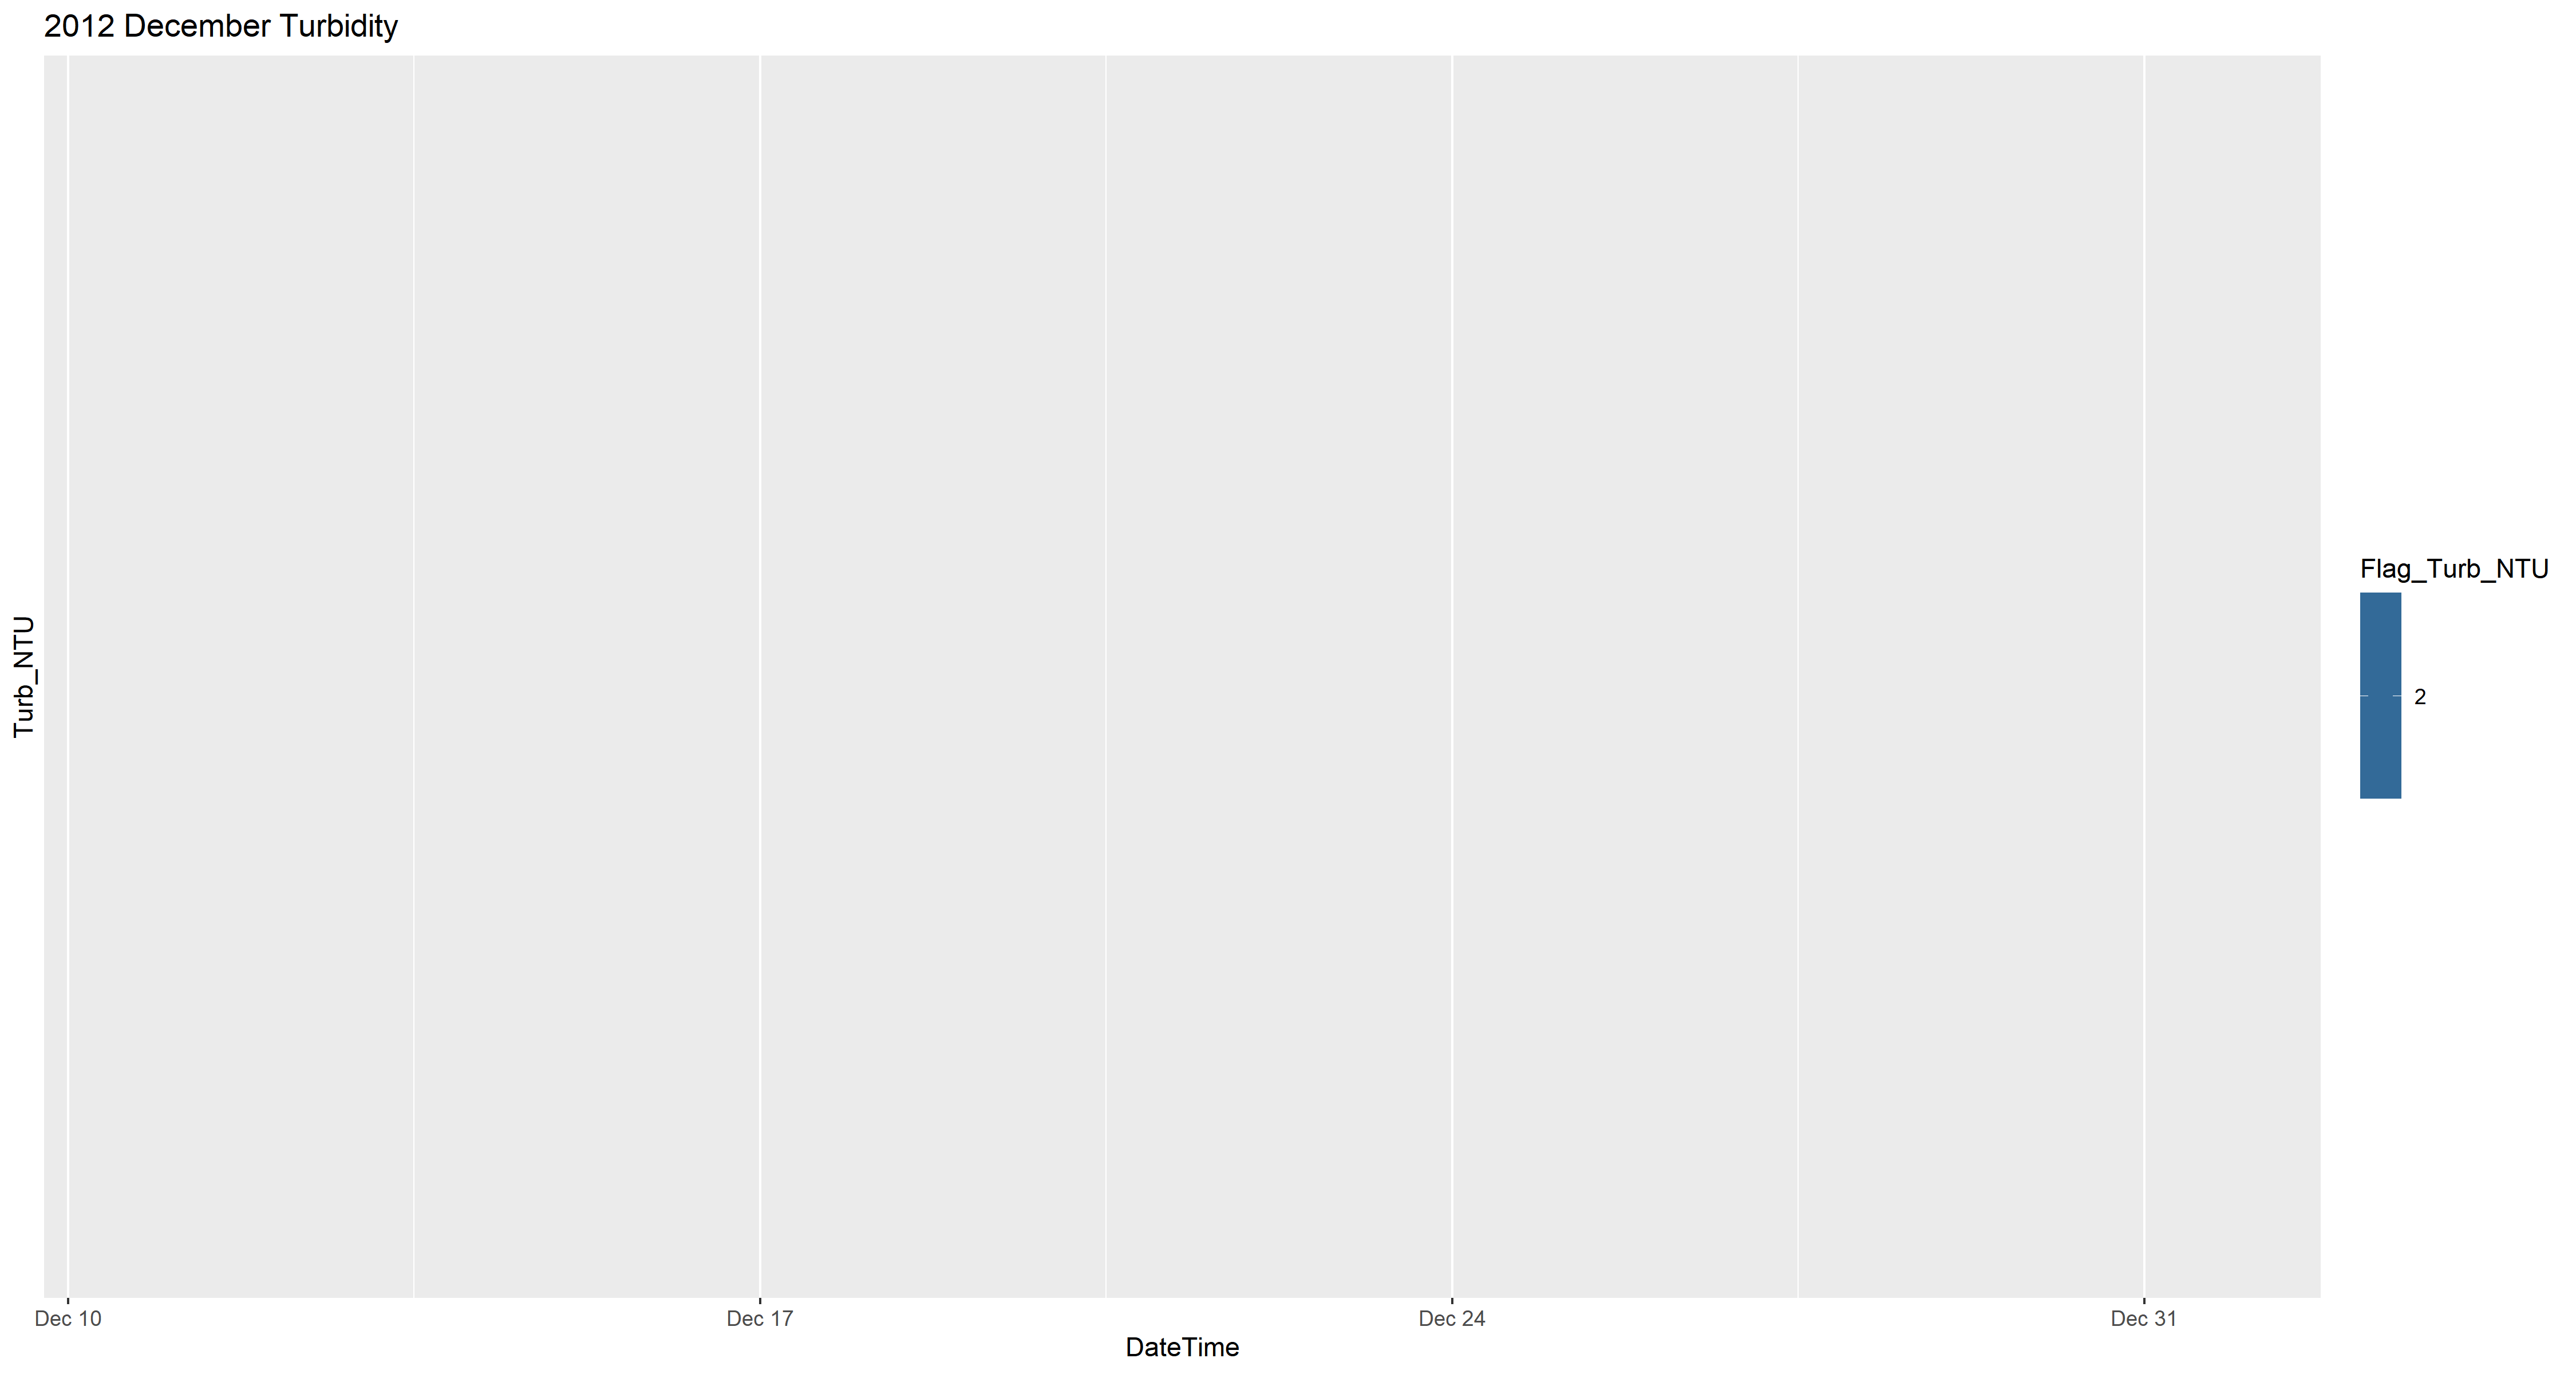 2012 December Turbidity
Turb_NTU
Flag_Turb_NTU
2
Dec 10
Dec 17
Dec 24
Dec 31
DateTime